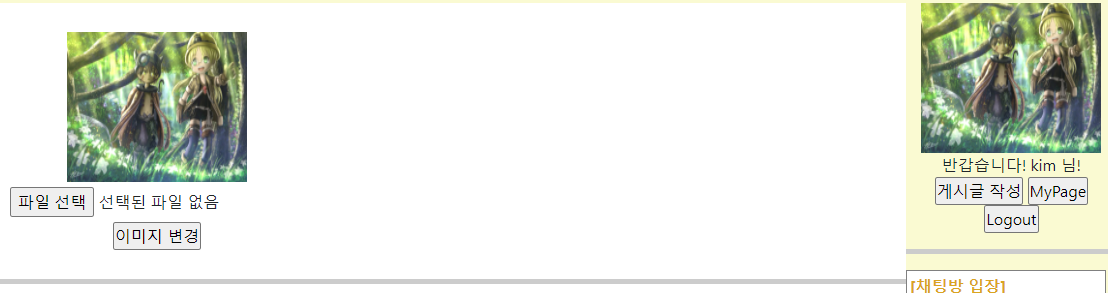 파일 선택 선택된 파일 없음
이미지 변경
반갑습니다! kim 님!
게시글 작성 MyPage
Logout
[채팅방 입장]